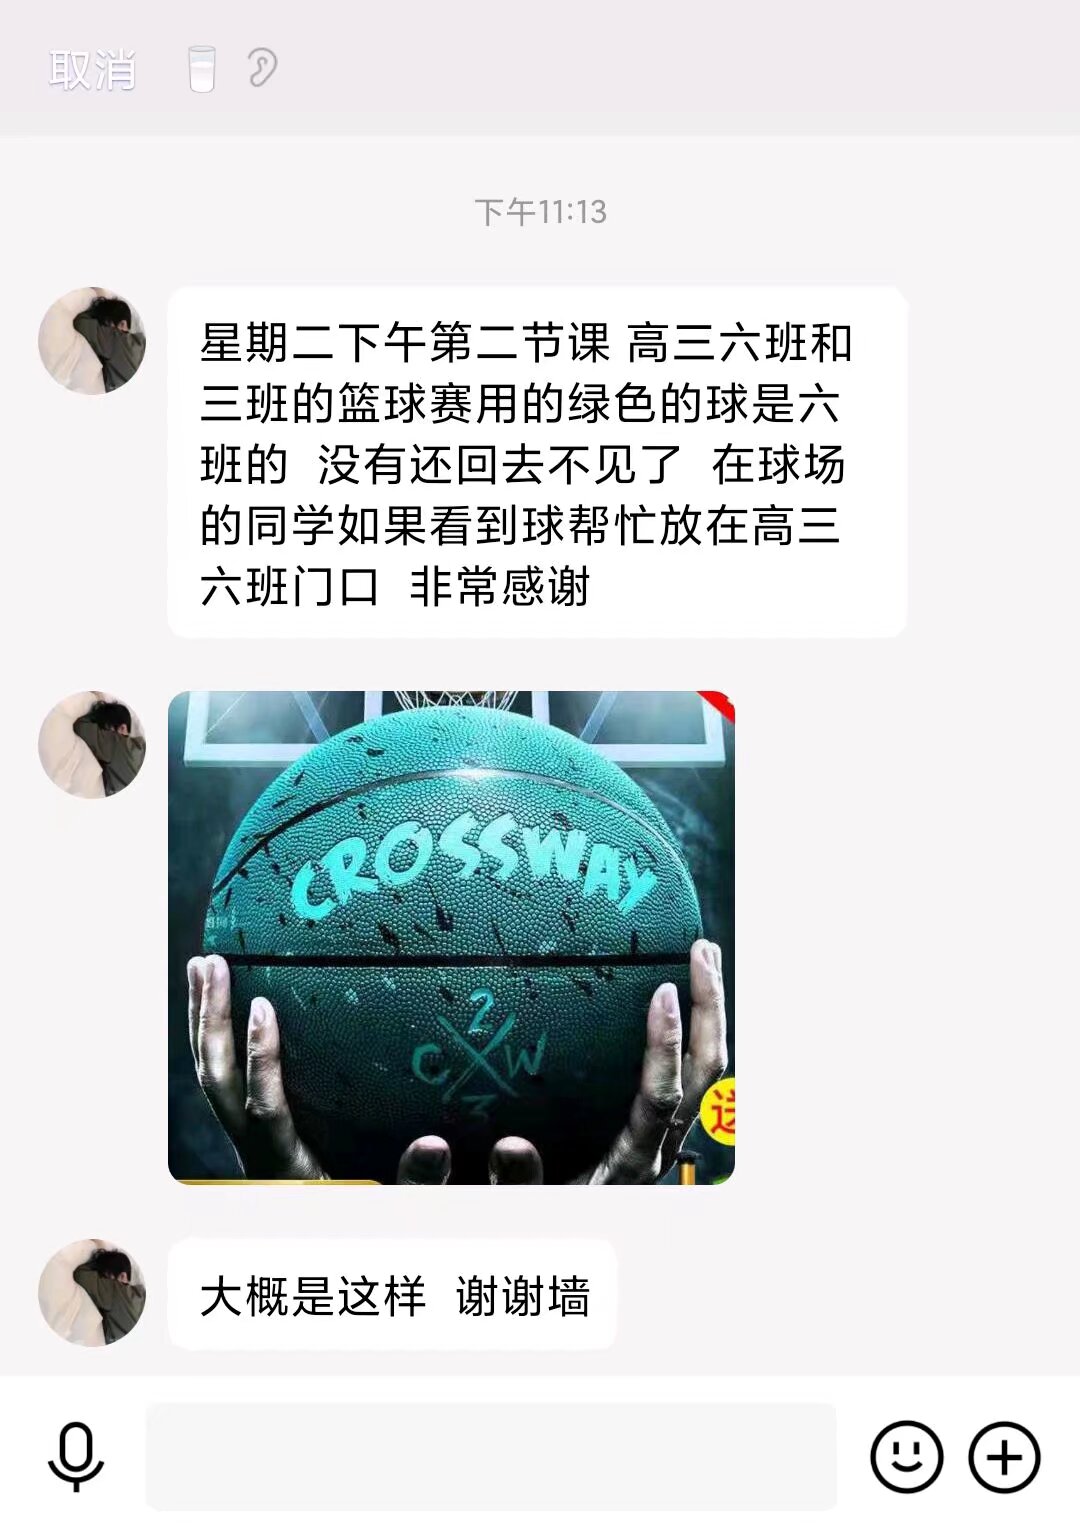 取消
下午11:13
星期二下午第二节课 高三六班和
三班的篮球赛用的绿色的球是六
班的 没有还回去不见了 在球场
的同学如果看到球帮忙放在高三
六班门口 非常感谢
CROSSWAY
2
C W
3
送
大概是这样 谢谢墙